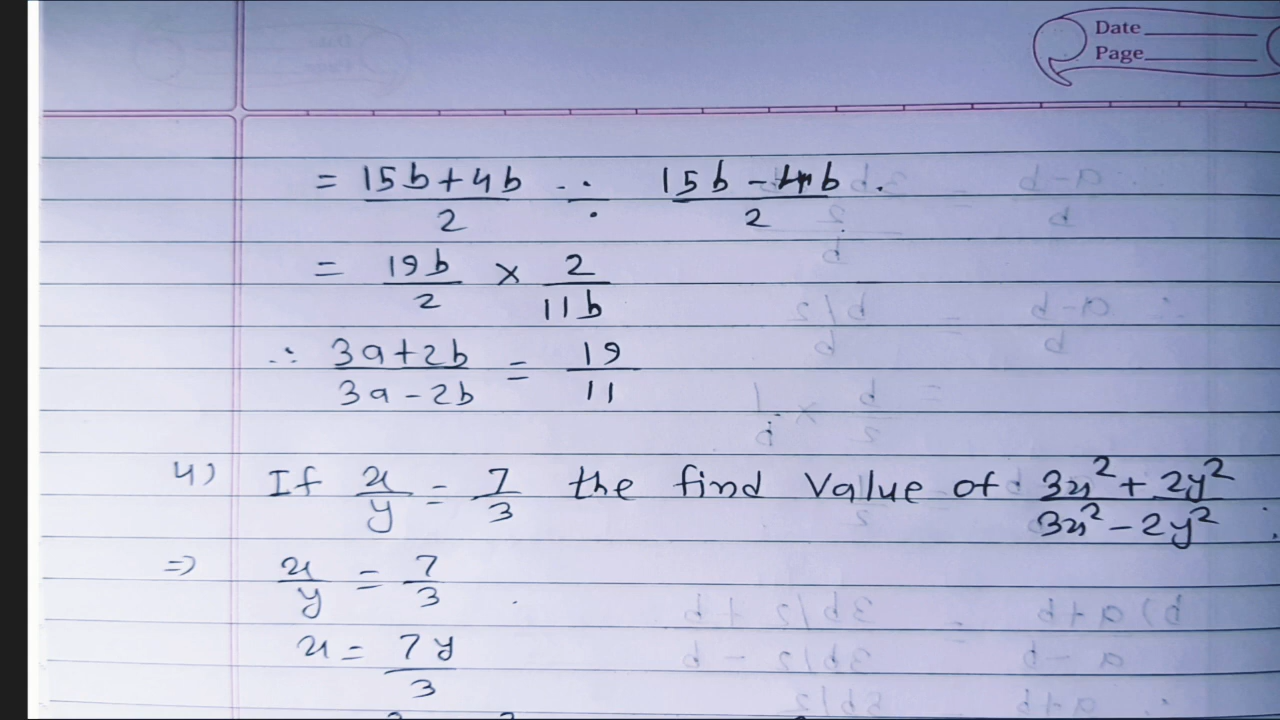 Date
Page
= 15b+4b/2 ÷ 15b-4b/2
= 19b/2 × 2/11b
∴ 3a+2b/3a-2b = 19/11
4) If x/y = 7/3 the find Value of 3x²+2y²/3x²-2y²
⇒ x/y = 7/3
x = 7y/3